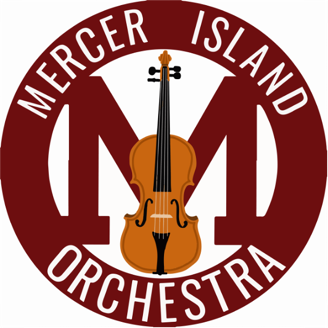 MERCER ISLAND
M
ORCHESTRA